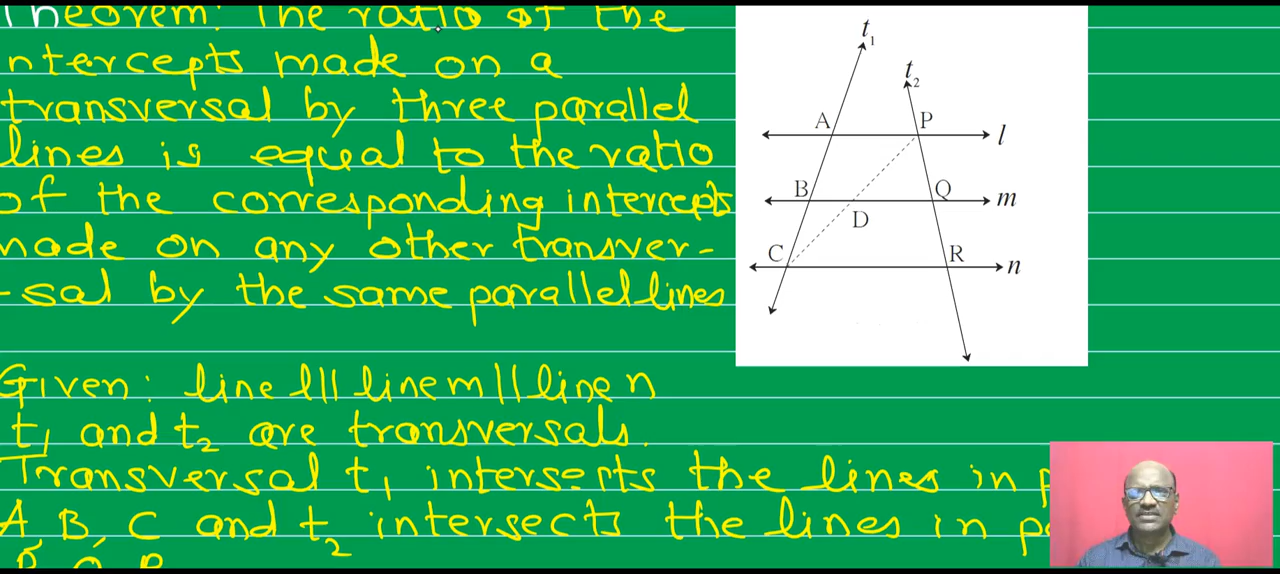 Theorem: The ratio of the
ntercepts made on a
transversal by three parallel
lines is equal to the ratio
of the corresponding intercepts
made on any other transver-
-sal by the same parallel lines
Given: line l || line m || line n
t₁ and t₂ are transversals.
Transversal t₁ intersects the lines in p
A, B, C and t₂ intersects the lines in po
P, Q, R
t₁
t₂
A P l
B Q m
D
C R n